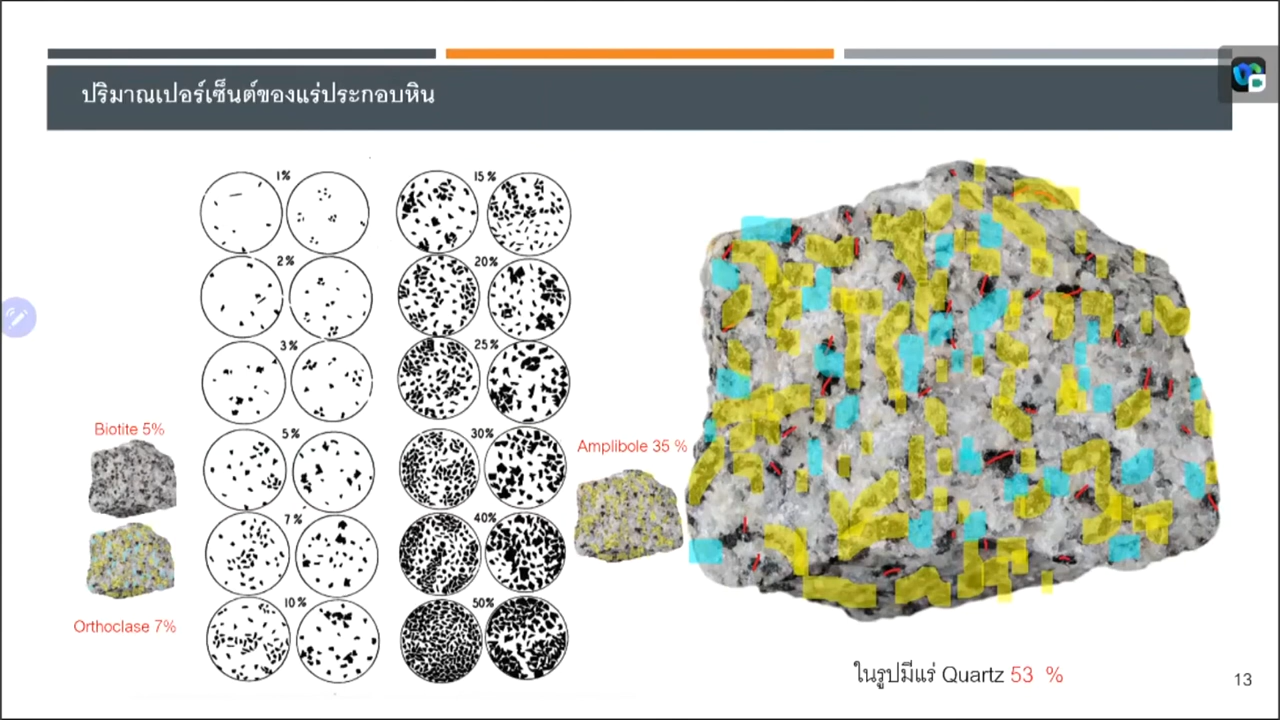 ปริมาณเปอร์เซ็นต์ของแร่ประกอบหิน
1%
15%
2%
20%
3%
25%
5%
30%
7%
40%
10%
50%
Biotite 5%
Orthoclase 7%
Amplibole 35 %
ในรูปมีแร่ Quartz 53 %
13